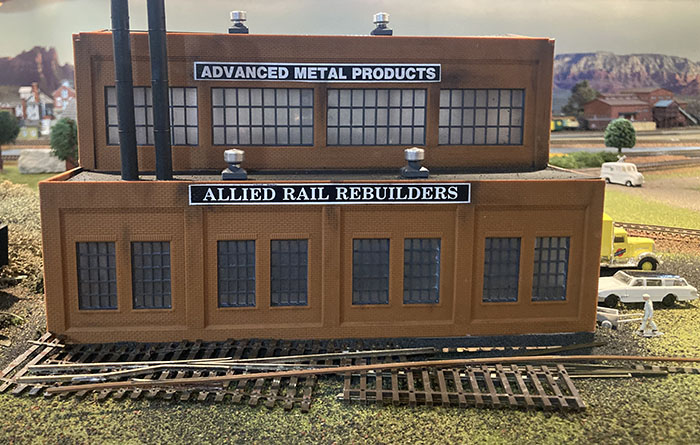 ADVANCED METAL PRODUCTS
ALLIED RAIL REBUILDERS